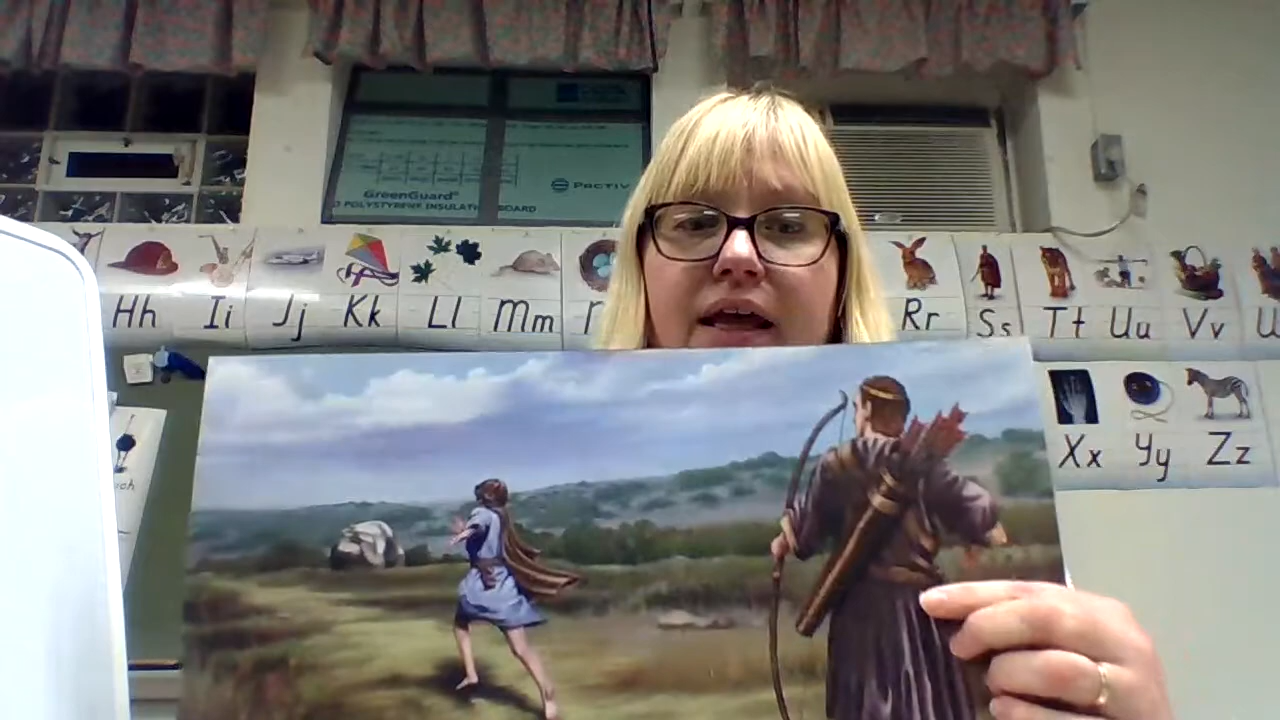 GreenGuard®
PACTIV
POLYSTYRENE INSULATION BOARD
Hh Ii Jj Kk Ll Mm
Rr Ss Tt Uu Vv
Xx Yy Zz